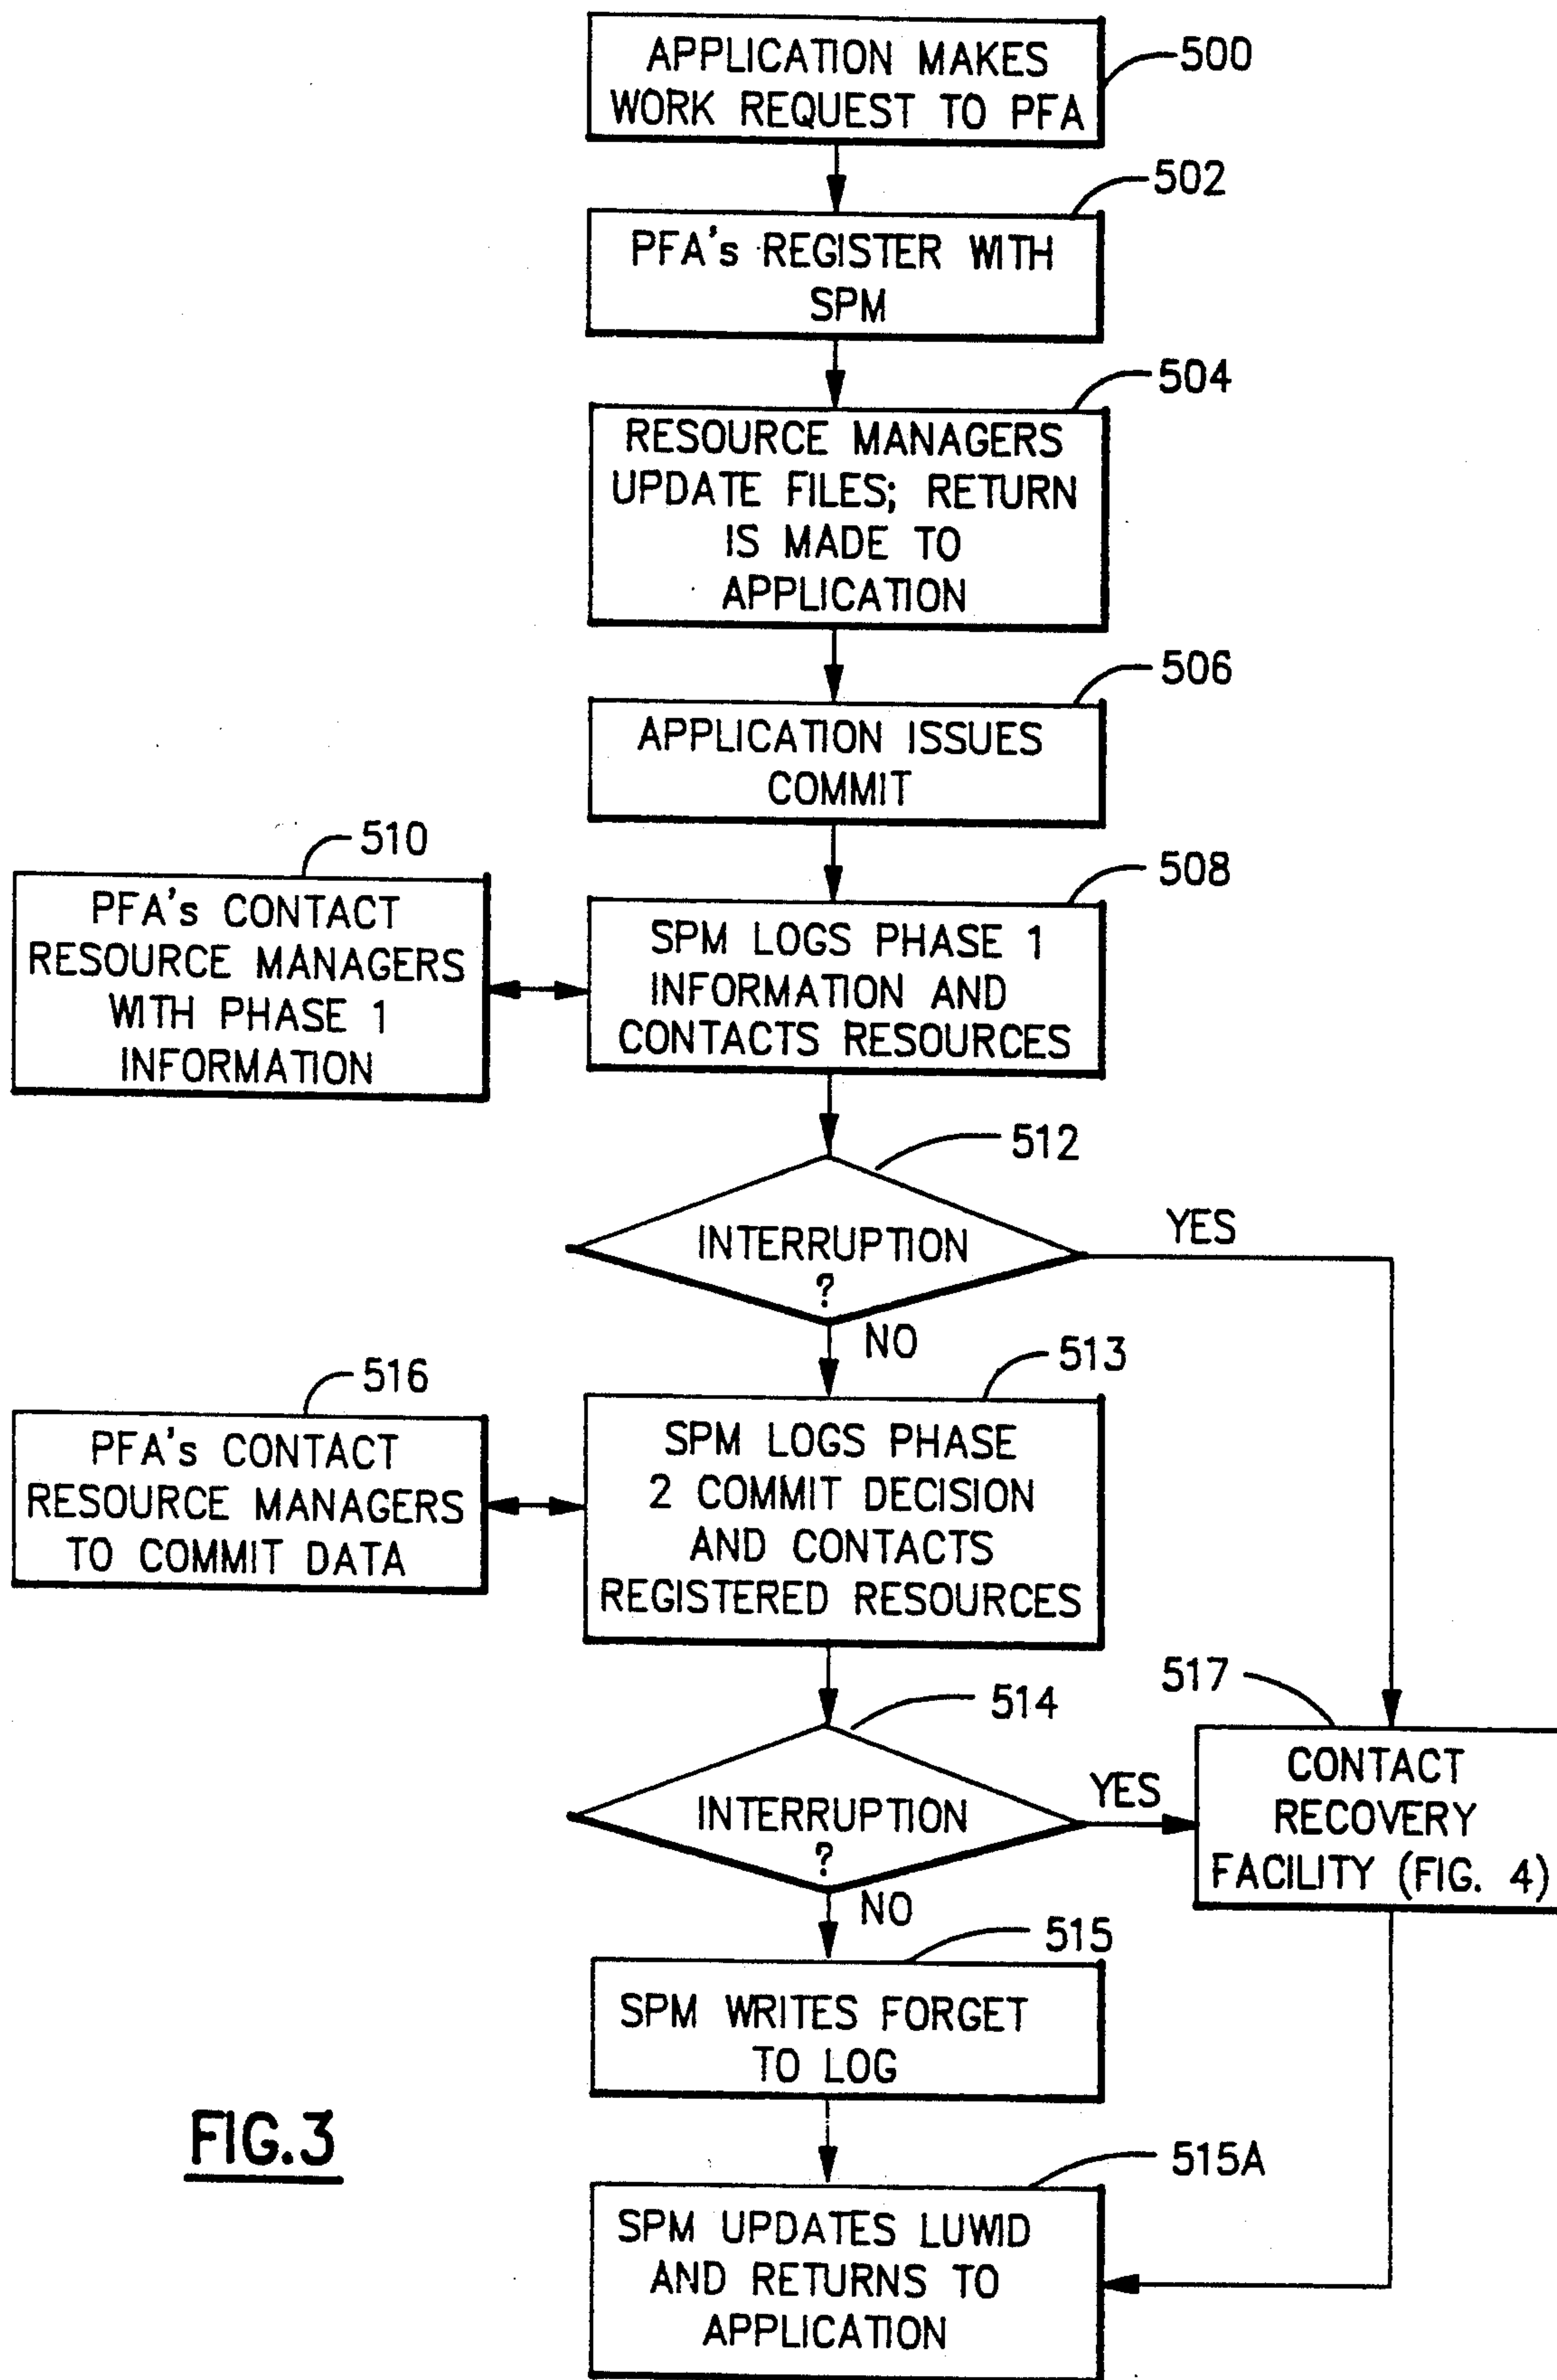 APPLICATION MAKES
WORK REQUEST TO PFA
500
502
PFA's REGISTER WITH
SPM
504
RESOURCE MANAGERS
UPDATE FILES; RETURN
IS MADE TO
APPLICATION
506
APPLICATION ISSUES
COMMIT
510
PFA's CONTACT
RESOURCE MANAGERS
WITH PHASE 1
INFORMATION
508
SPM LOGS PHASE 1
INFORMATION AND
CONTACTS RESOURCES
512
INTERRUPTION
?
YES
NO
516
PFA's CONTACT
RESOURCE MANAGERS
TO COMMIT DATA
513
SPM LOGS PHASE
2 COMMIT DECISION
AND CONTACTS
REGISTERED RESOURCES
514
INTERRUPTION
?
YES
NO
517
CONTACT
RECOVERY
FACILITY (FIG. 4)
515
SPM WRITES FORGET
TO LOG
515A
SPM UPDATES LUWID
AND RETURNS TO
APPLICATION
FIG.3